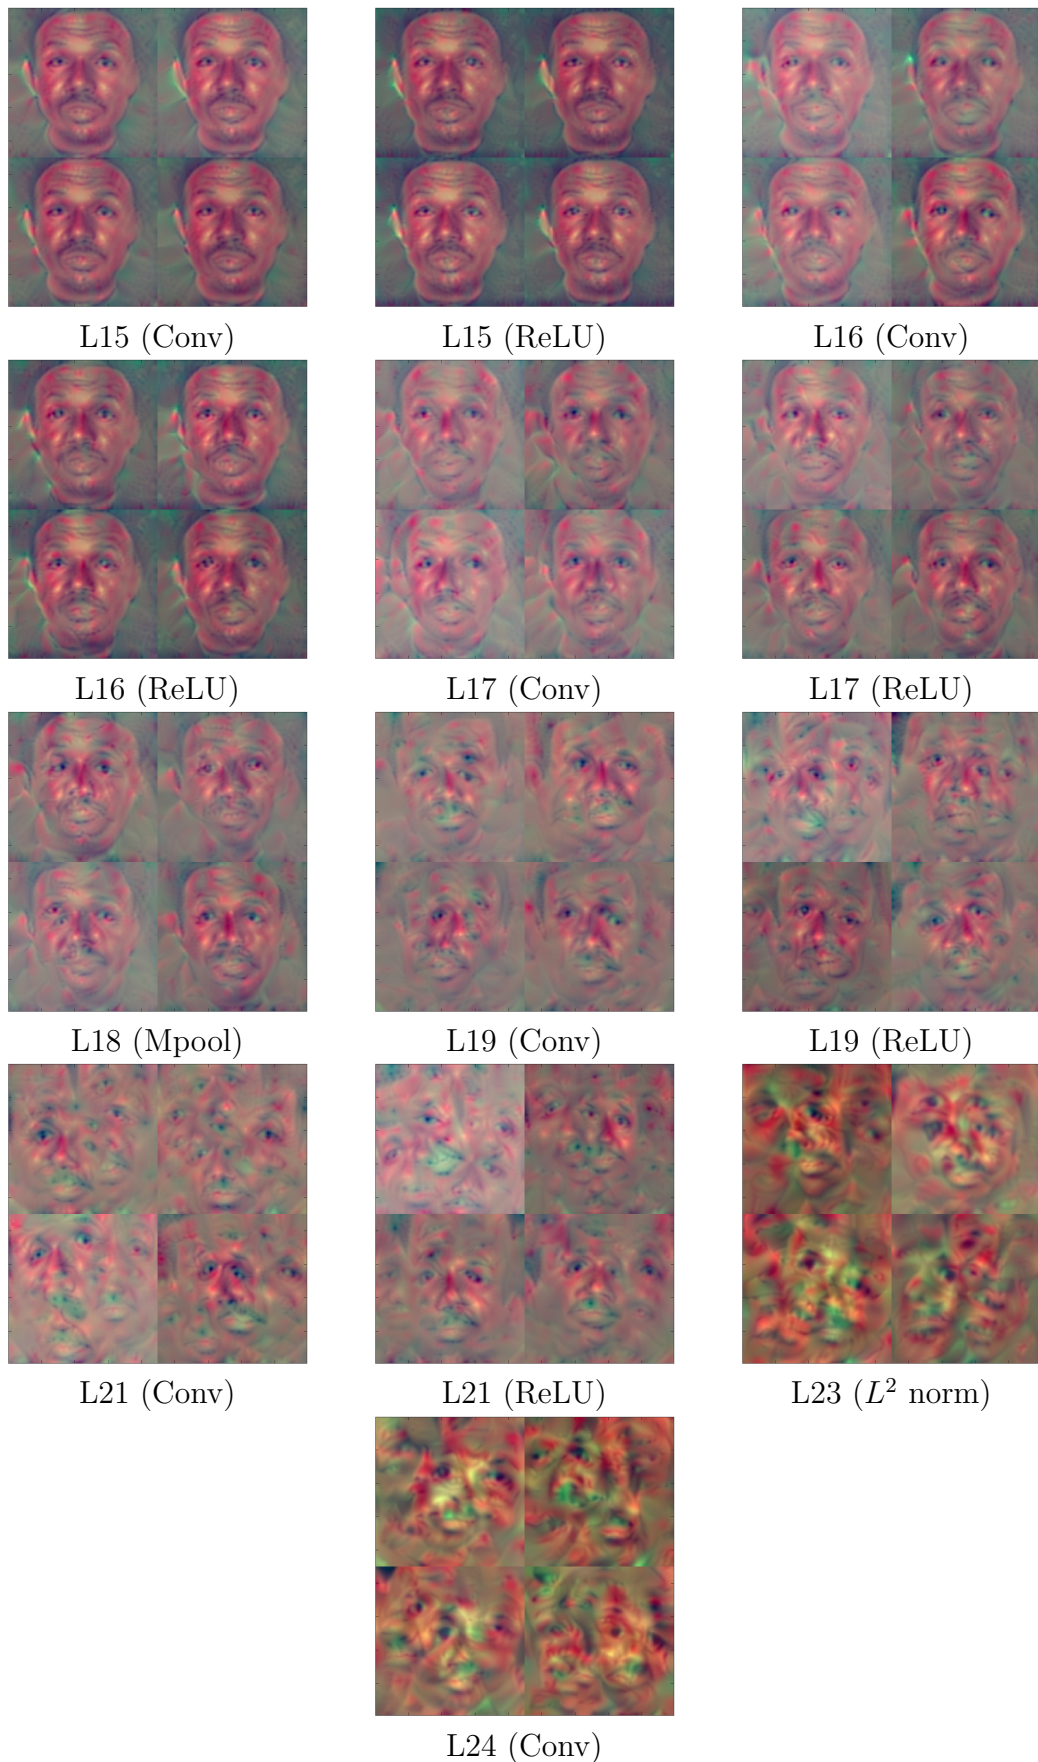 L15 (Conv) L15 (ReLU) L16 (Conv)
L16 (ReLU) L17 (Conv) L17 (ReLU)
L18 (Mpool) L19 (Conv) L19 (ReLU)
L21 (Conv) L21 (ReLU) L23 (L² norm)
L24 (Conv)